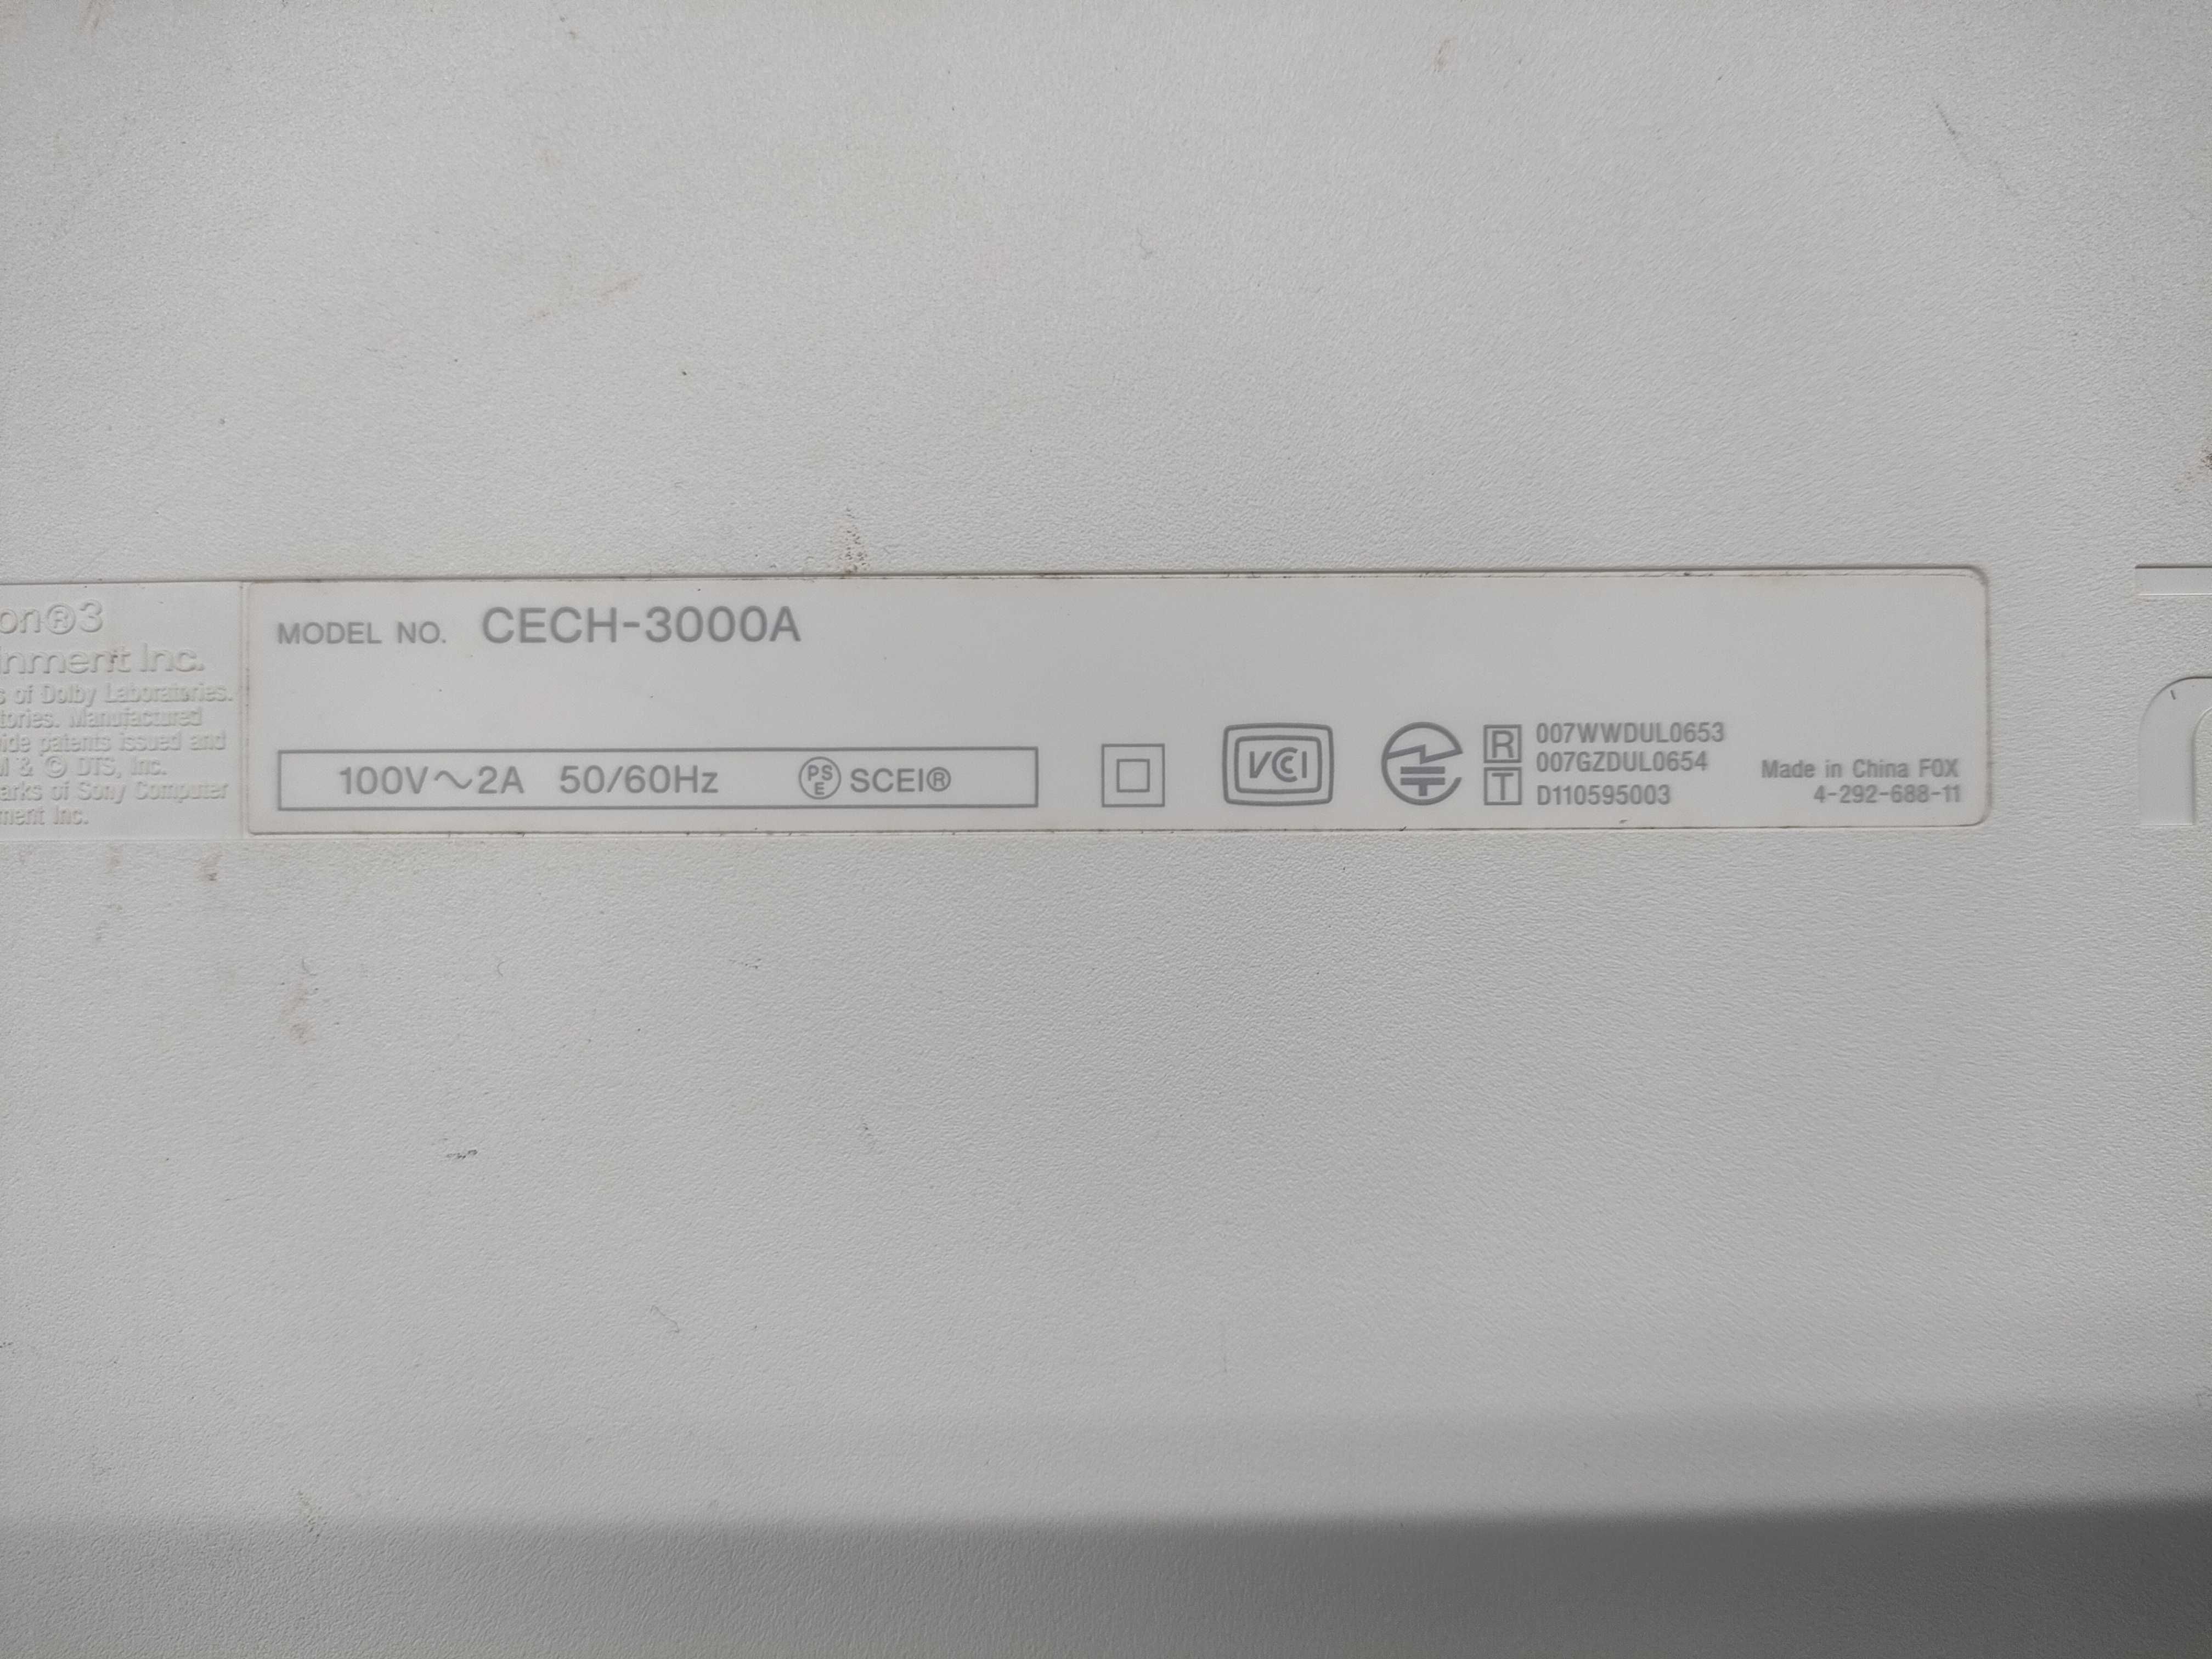 on®3
inment Inc.
s of Dolby Laboratories.
tories. Manufactured
ide patents issued and
M & © DTS, Inc.
arks of Sony Computer
ment Inc.
MODEL NO. CECH-3000A
100V～2A 50/60Hz PSE SCEI®
VCCI
R 007WWDUL0653
007GZDUL0654
T D110595003
Made in China FOX
4-292-688-11